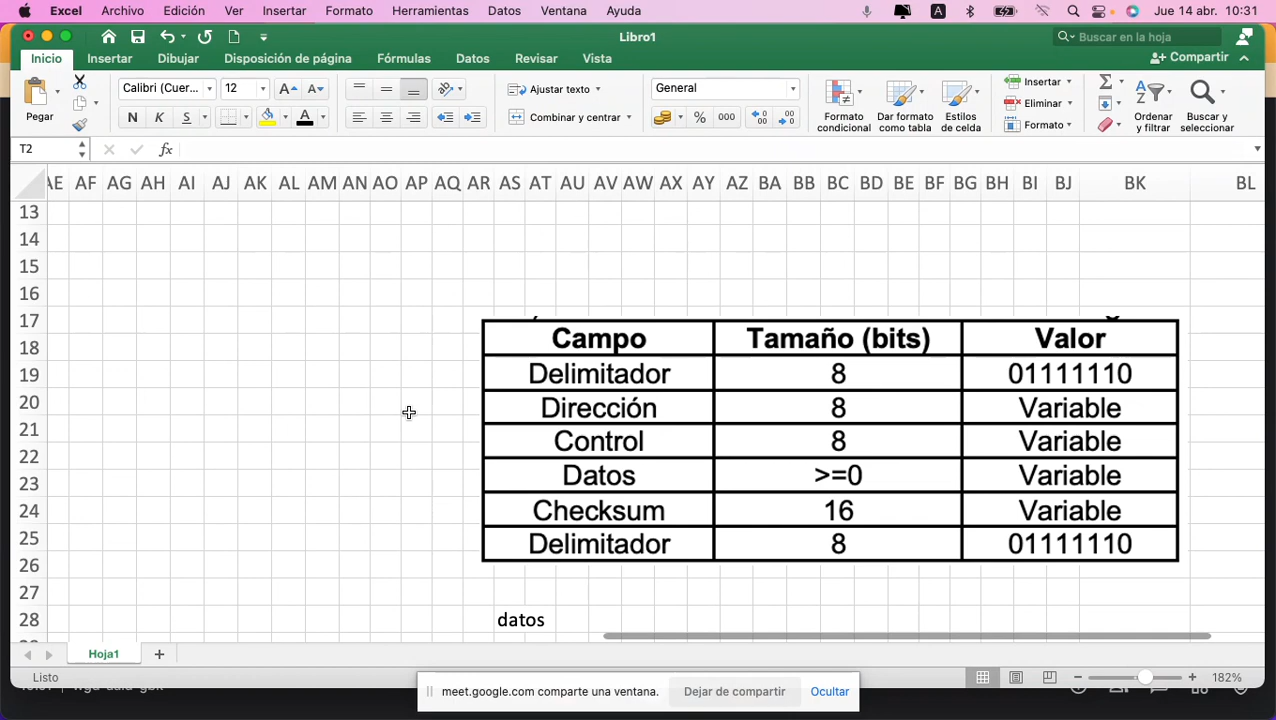 Excel Archivo Edición Ver Insertar Formato Herramientas Datos Ventana Ayuda A Jue 14 abr. 10:31
Libro1 Buscar en la hoja
Inicio Insertar Dibujar Disposición de página Fórmulas Datos Revisar Vista Compartir
Pegar Calibri (Cuer... 12 Ajustar texto General Insertar
N K S A Combinar y centrar % 000 Eliminar
Formato condicional Dar formato como tabla Estilos de celda Formato Ordenar y filtrar Buscar y seleccionar
T2 fx
AE AF AG AH AI AJ AK AL AM AN AO AP AQ AR AS AT AU AV AW AX AY AZ BA BB BC BD BE BF BG BH BI BJ BK BL
13
14
15
16
17
18 Campo Tamaño (bits) Valor
19 Delimitador 8 01111110
20 Dirección 8 Variable
21
22 Control 8 Variable
23 Datos >=0 Variable
24 Checksum 16 Variable
25 Delimitador 8 01111110
26
27
28 datos
Hoja1
Listo 182%
meet.google.com comparte una ventana. Dejar de compartir Ocultar